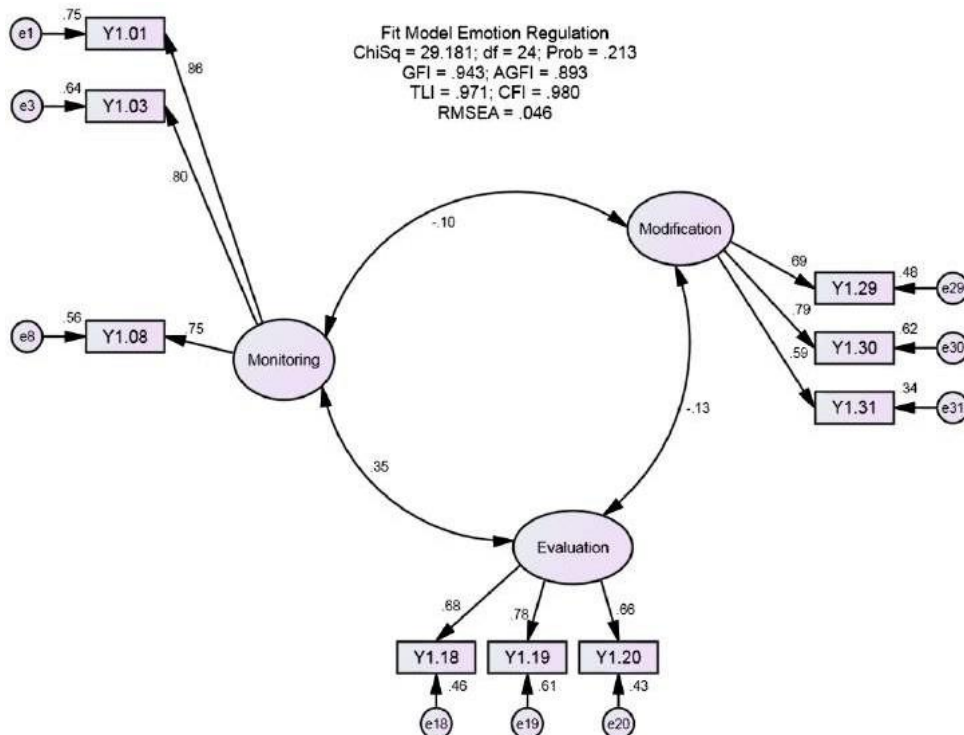 Fit Model Emotion Regulation
ChiSq = 29.181; df = 24; Prob = .213
GFI = .943; AGFI = .893
TLI = .971; CFI = .980
RMSEA = .046
e1
.75
Y1.01
.86
e3
.64
Y1.03
.80
e8
.56
Y1.08
.75
Monitoring
-.10
Modification
.69
Y1.29
.48
e29
.79
Y1.30
.62
e30
.59
Y1.31
.34
e31
-.13
.35
Evaluation
.68
.78
.66
Y1.18
Y1.19
Y1.20
.46
.61
.43
e18
e19
e20